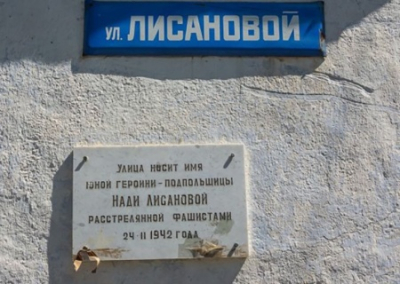 ул. ЛИСАНОВОЙ
УЛИЦА НОСИТ ИМЯ
ЮНОЙ ГЕРОИНИ-ПОДПОЛЬЩИЦЫ
НАДИ ЛИСАНОВОЙ
РАССТРЕЛЯННОЙ ФАШИСТАМИ
24-II 1942 ГОДА